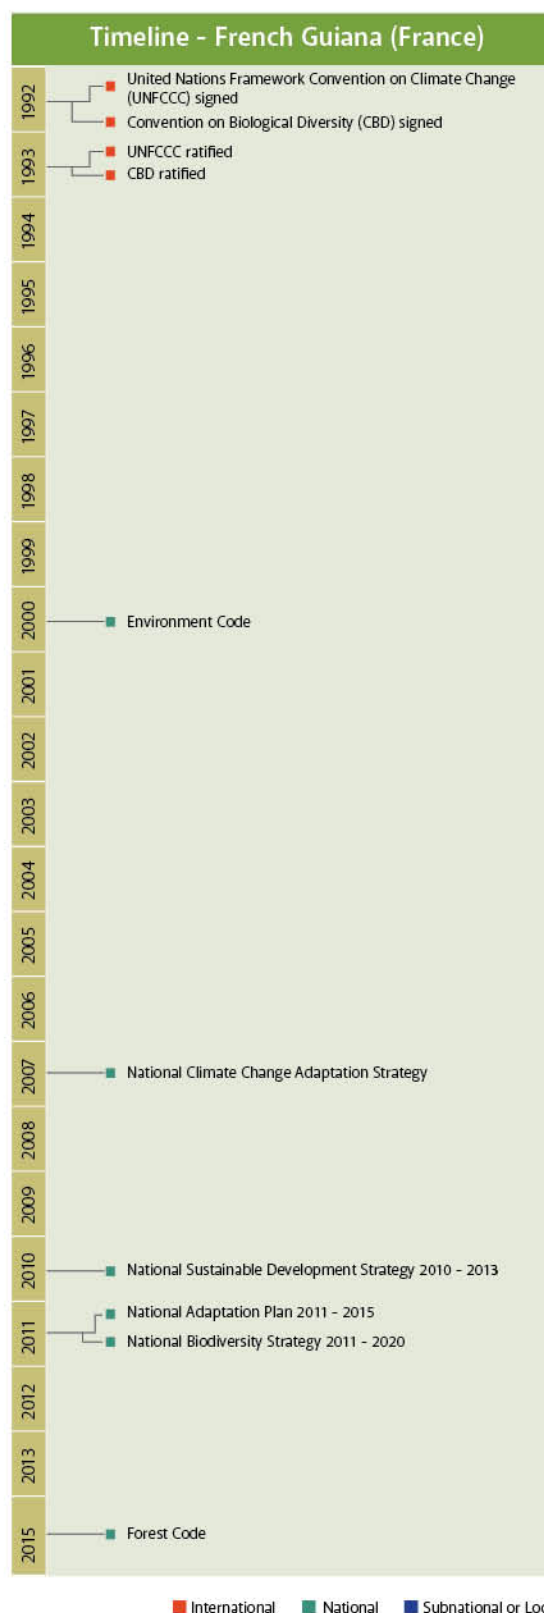 Timeline - French Guiana (France)
1992
United Nations Framework Convention on Climate Change
(UNFCCC) signed
Convention on Biological Diversity (CBD) signed
1993
UNFCCC ratified
CBD ratified
1994
1995
1996
1997
1998
1999
2000
Environment Code
2001
2002
2003
2004
2005
2006
2007
National Climate Change Adaptation Strategy
2008
2009
2010
National Sustainable Development Strategy 2010 - 2013
2011
National Adaptation Plan 2011 - 2015
National Biodiversity Strategy 2011 - 2020
2012
2013
2015
Forest Code
International National Subnational or